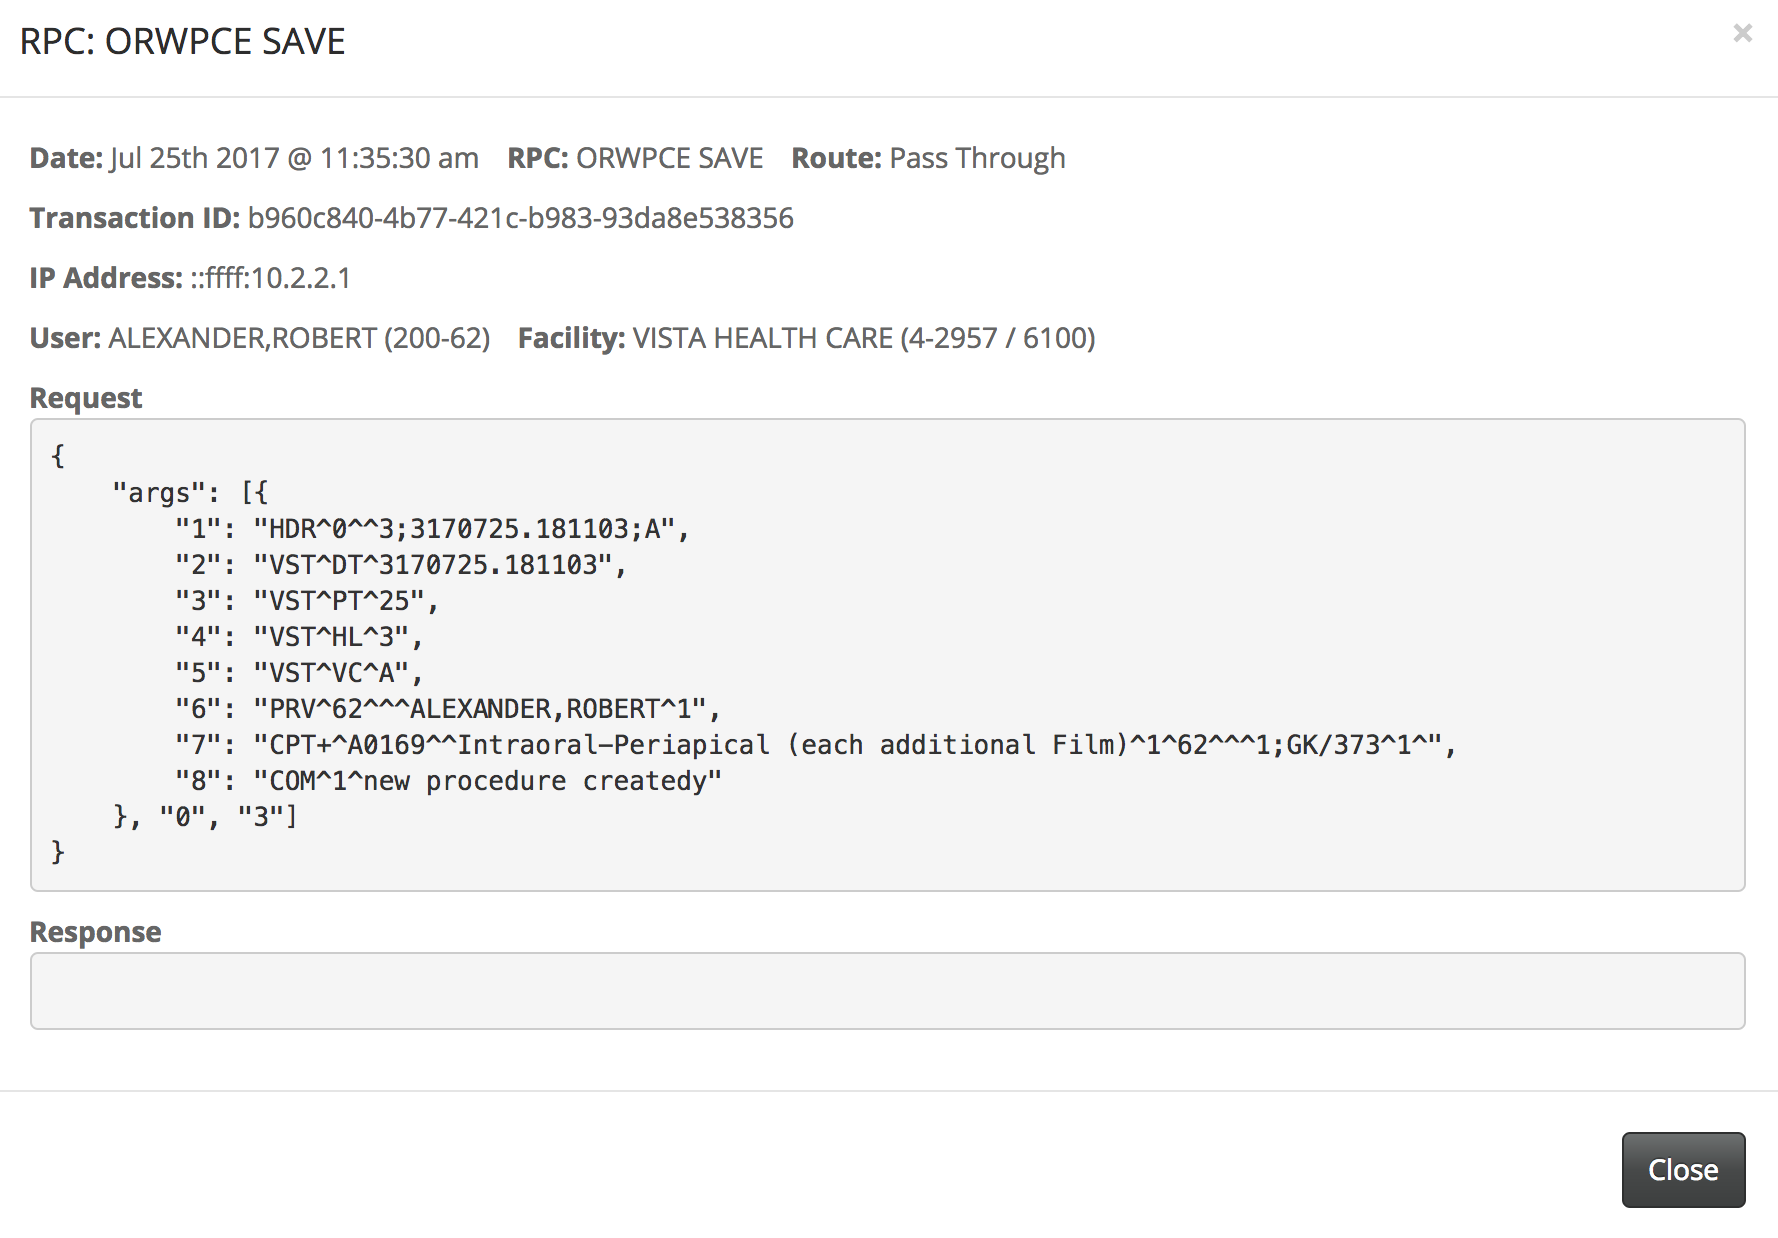 RPC: ORWPCE SAVE ×
Date: Jul 25th 2017 @ 11:35:30 am RPC: ORWPCE SAVE Route: Pass Through
Transaction ID: b960c840-4b77-421c-b983-93da8e538356
IP Address: ::ffff:10.2.2.1
User: ALEXANDER,ROBERT (200-62) Facility: VISTA HEALTH CARE (4-2957 / 6100)
Request
{
    "args": [{
        "1": "HDR^0^^3;3170725.181103;A",
        "2": "VST^DT^3170725.181103",
        "3": "VST^PT^25",
        "4": "VST^HL^3",
        "5": "VST^VC^A",
        "6": "PRV^62^^^ALEXANDER,ROBERT^1",
        "7": "CPT+^A0169^^Intraoral-Periapical (each additional Film)^1^62^^^1;GK/373^1^",
        "8": "COM^1^new procedure createdy"
    }, "0", "3"]
}
Response
Close